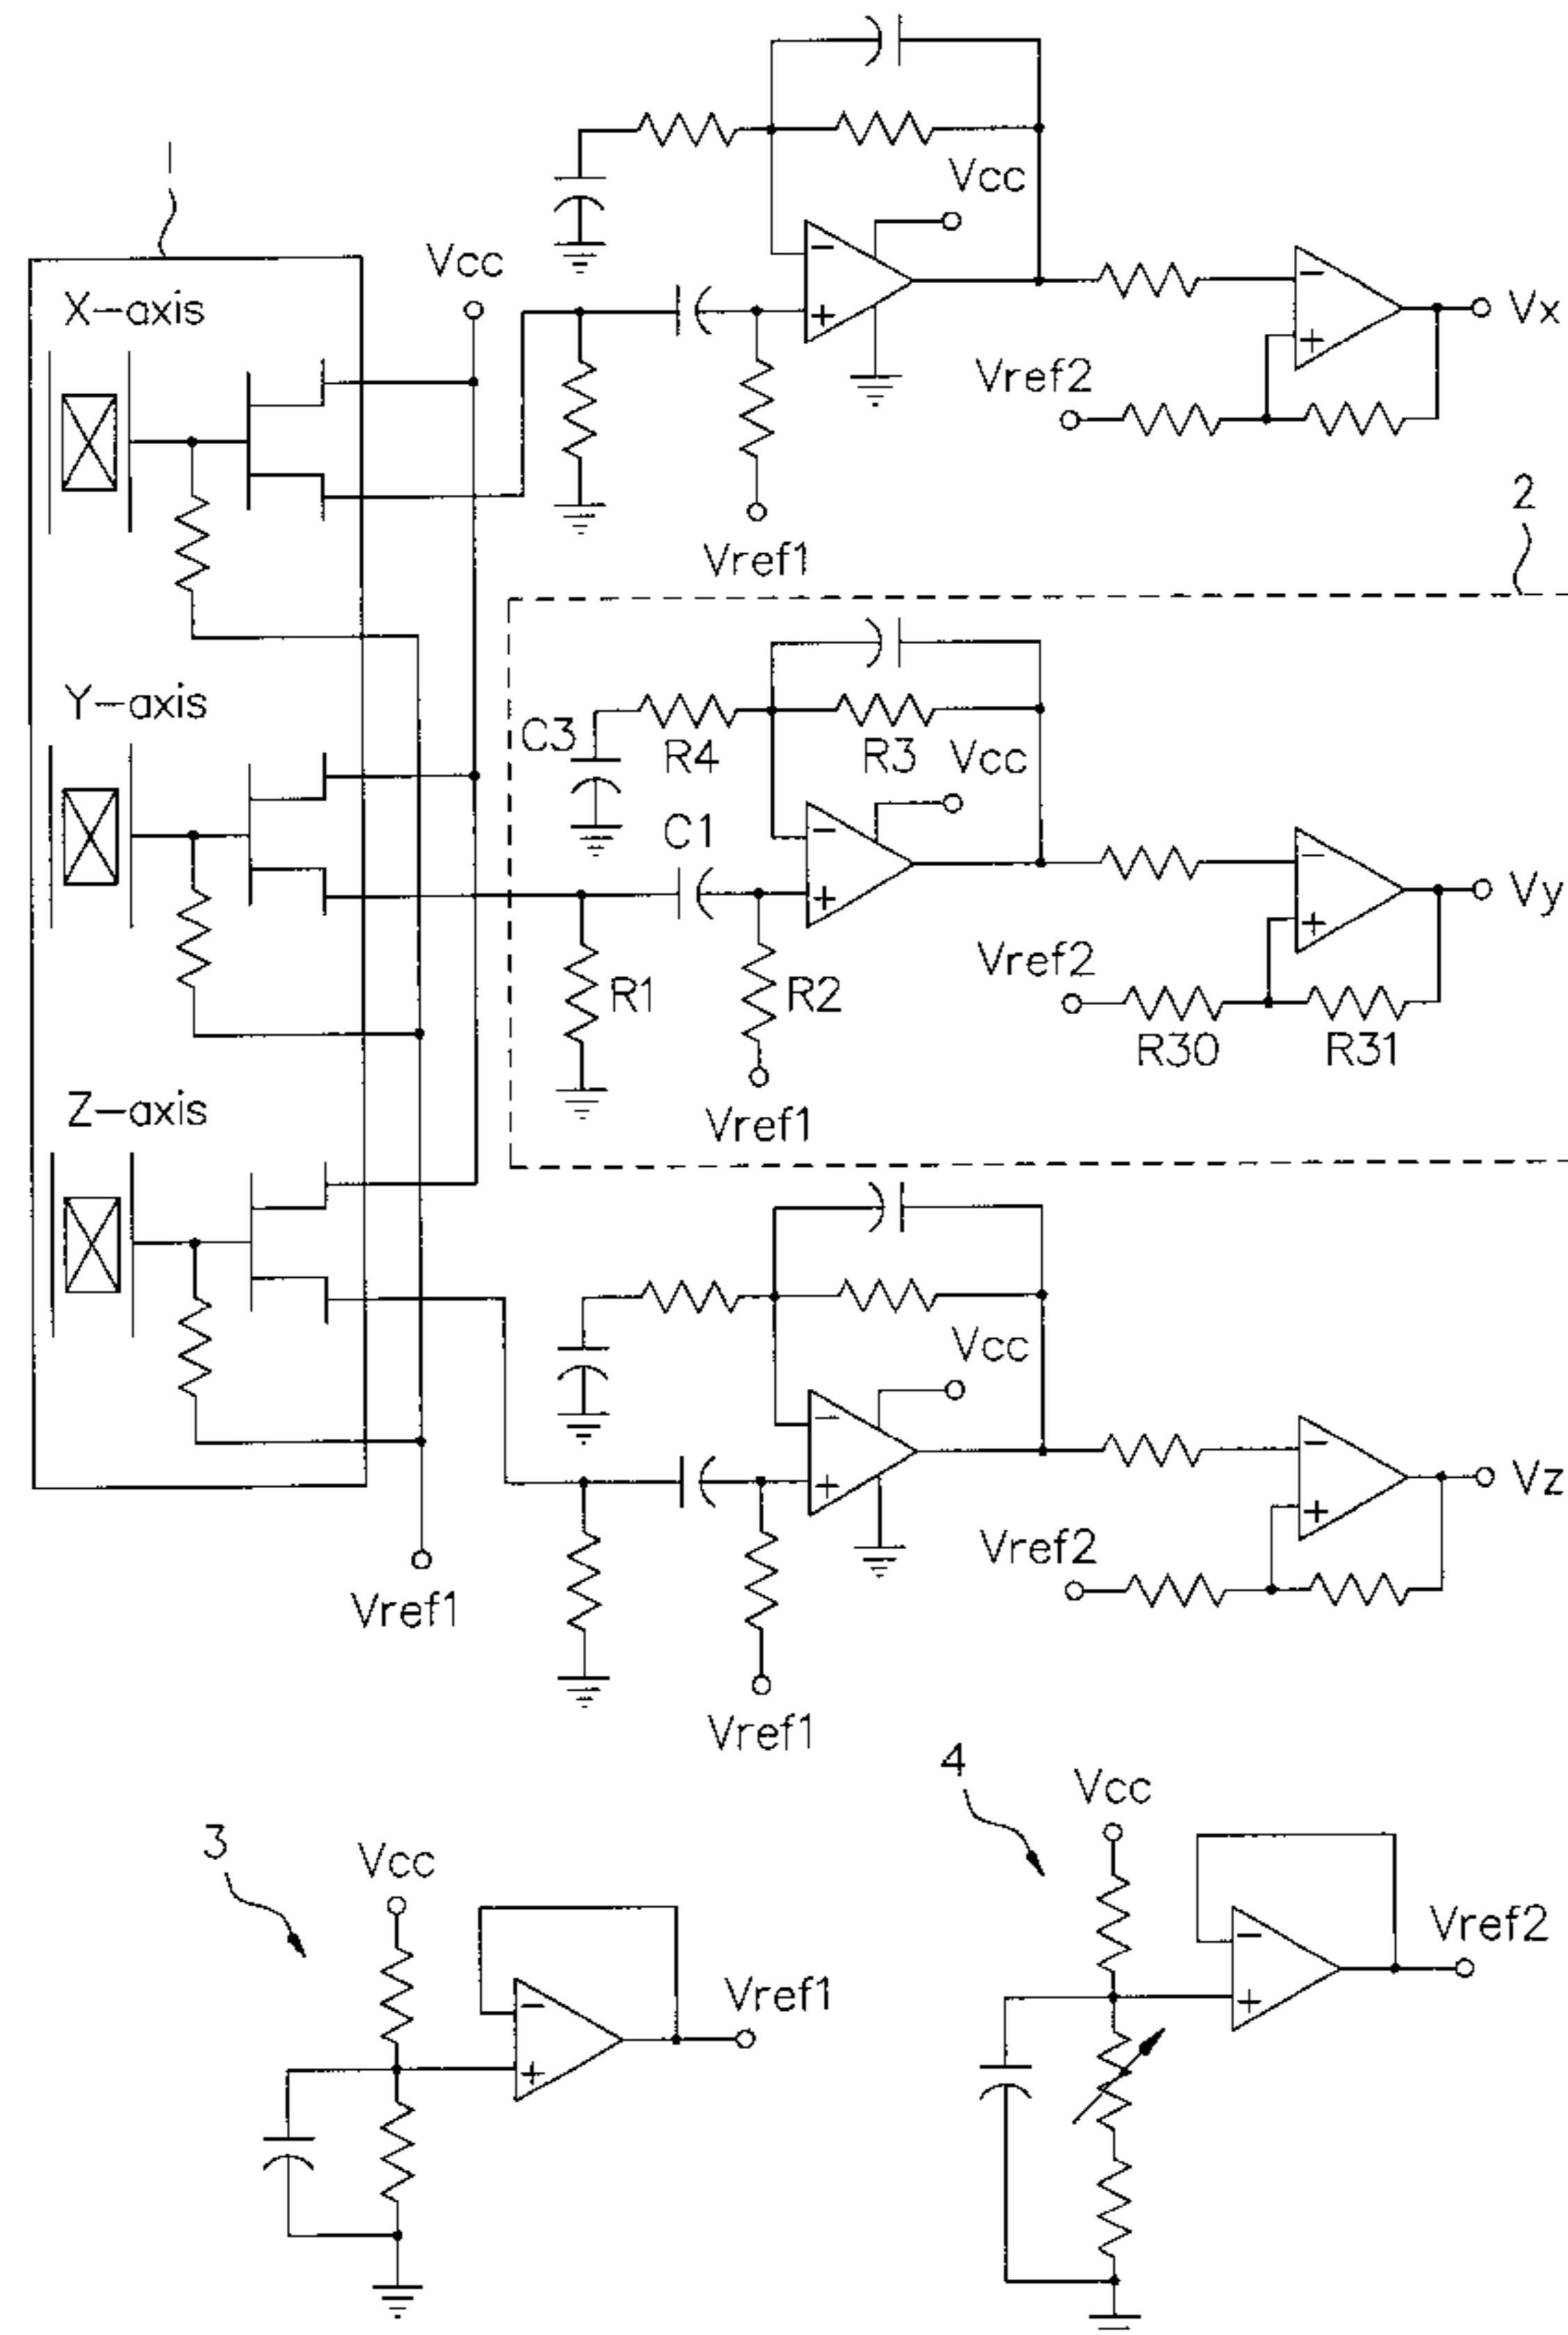 1
Vcc
Vcc
X-axis
−
+
−
+
Vx
Vref2
Vref1
2
Y-axis
C3
R4
R3
Vcc
C1
−
+
−
+
Vy
R1
R2
Vref2
R30
R31
Vref1
Z-axis
Vcc
−
+
−
+
Vz
Vref2
Vref1
Vref1
4
Vcc
3
Vcc
−
+
Vref2
−
+
Vref1